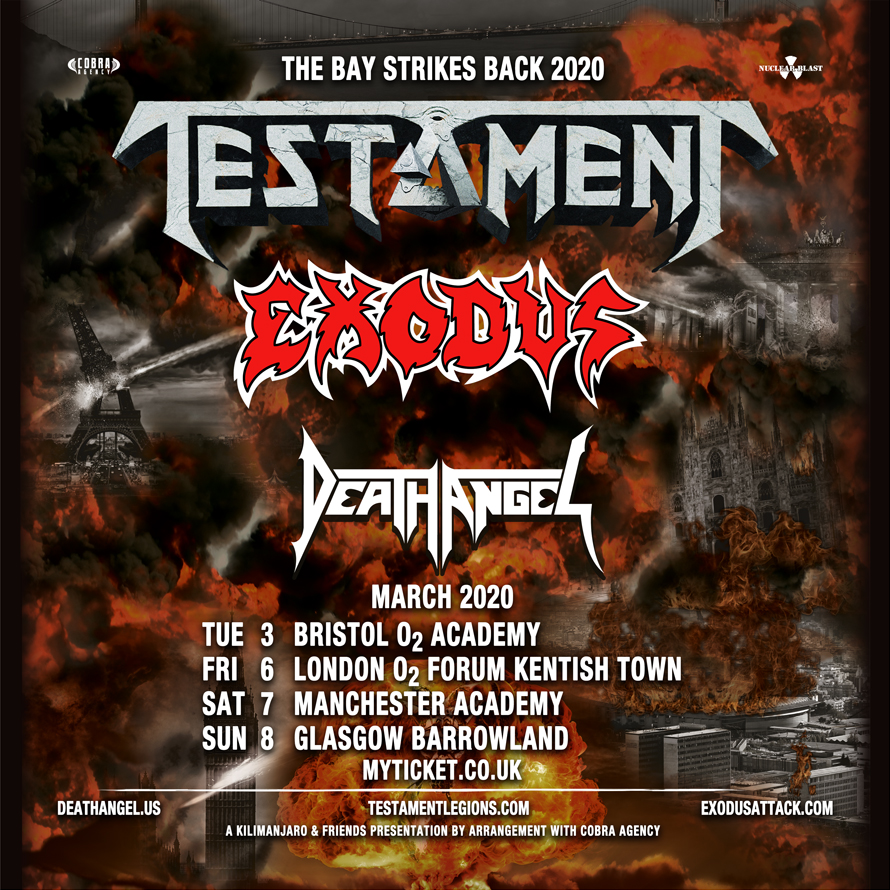 COBRA
AGENCY
THE BAY STRIKES BACK 2020
NUCLEAR BLAST
TESTAMENT
EXODUS
DEATH ANGEL
MARCH 2020
TUE 3 BRISTOL O2 ACADEMY
FRI 6 LONDON O2 FORUM KENTISH TOWN
SAT 7 MANCHESTER ACADEMY
SUN 8 GLASGOW BARROWLAND
MYTICKET.CO.UK
DEATHANGEL.US TESTAMENTLEGIONS.COM EXODUSATTACK.COM
A KILIMANJARO & FRIENDS PRESENTATION BY ARRANGEMENT WITH COBRA AGENCY